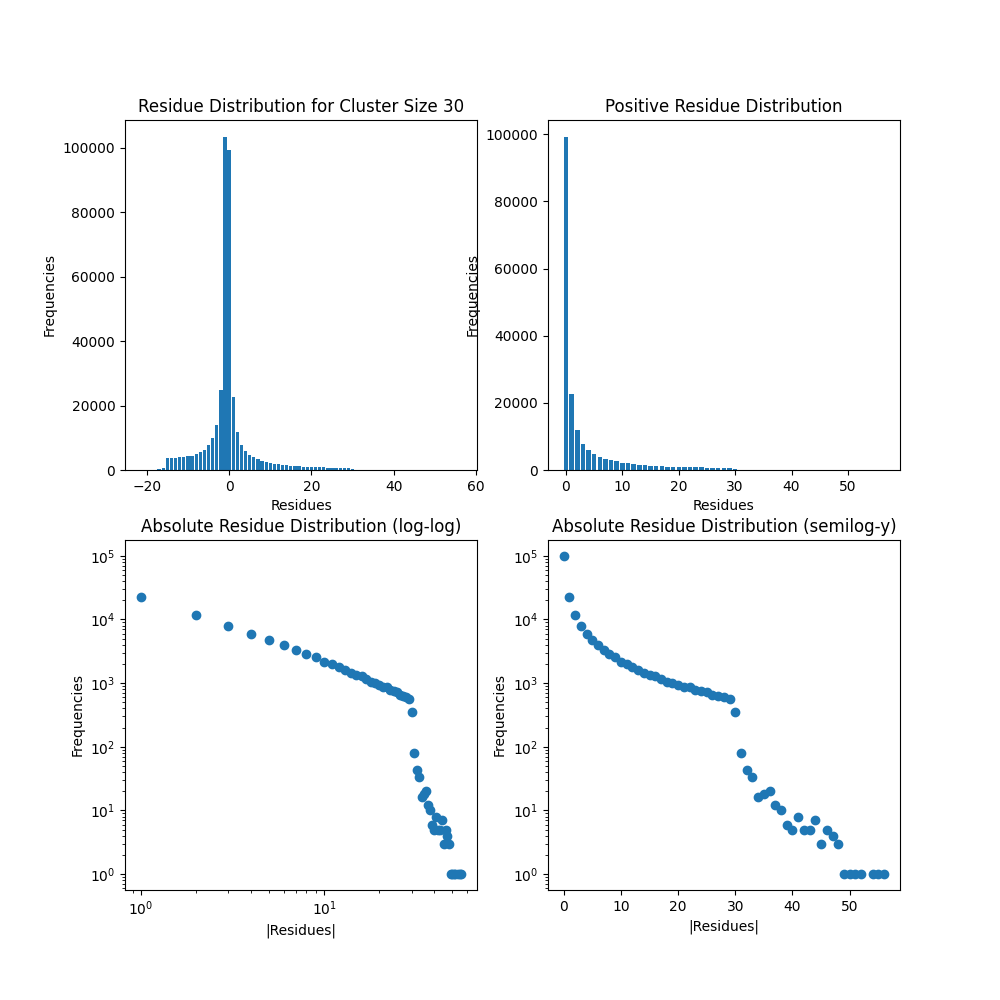 Residue Distribution for Cluster Size 30
Frequencies
100000
80000
60000
40000
20000
0
−20 0 20 40 60
Residues
Positive Residue Distribution
Frequencies
100000
80000
60000
40000
20000
0
0 10 20 30 40 50
Residues
Absolute Residue Distribution (log-log)
Frequencies
10⁵
10⁴
10³
10²
10¹
10⁰
10⁰ 10¹
|Residues|
Absolute Residue Distribution (semilog-y)
Frequencies
10⁵
10⁴
10³
10²
10¹
10⁰
0 10 20 30 40 50
|Residues|